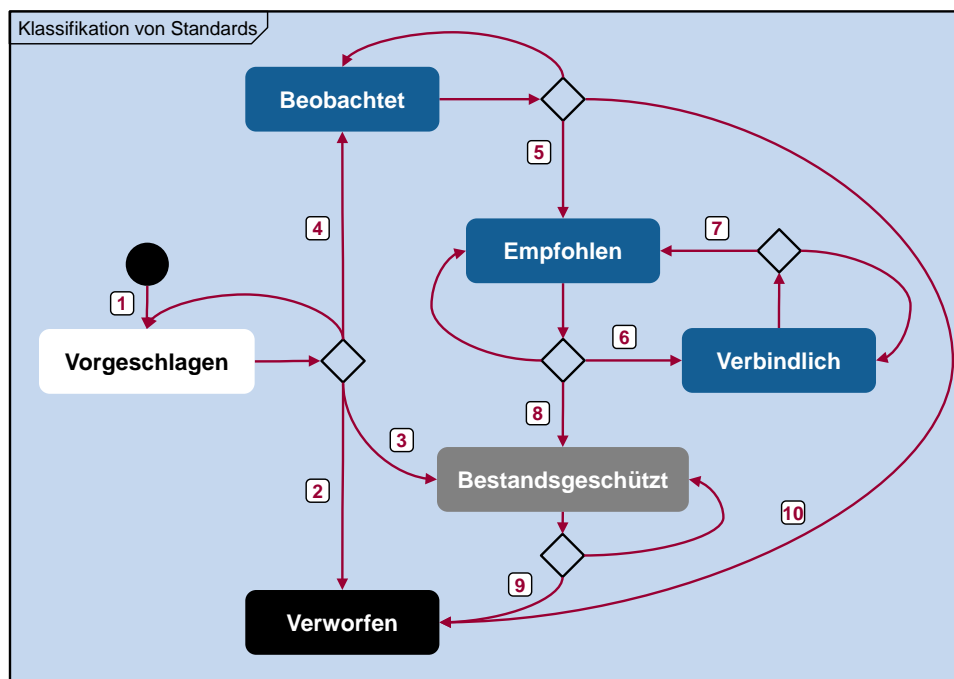 Klassifikation von Standards
Beobachtet
5
4
Empfohlen
7
1
Vorgeschlagen
6
Verbindlich
8
3
Bestandsgeschützt
2
10
9
Verworfen